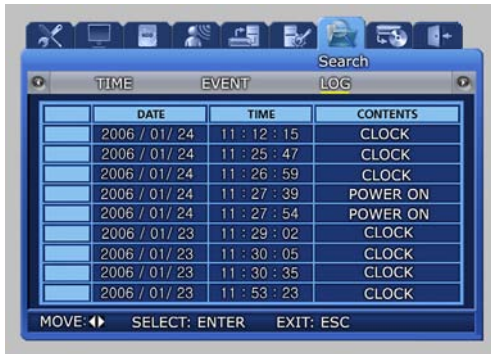 Search
TIME EVENT LOG
DATE TIME CONTENTS
2006 / 01/ 24 11 : 12 : 15 CLOCK
2006 / 01/ 24 11 : 25 : 47 CLOCK
2006 / 01/ 24 11 : 26 : 59 CLOCK
2006 / 01/ 24 11 : 27 : 39 POWER ON
2006 / 01/ 24 11 : 27 : 54 POWER ON
2006 / 01/ 23 11 : 29 : 02 CLOCK
2006 / 01/ 23 11 : 30 : 05 CLOCK
2006 / 01/ 23 11 : 30 : 35 CLOCK
2006 / 01/ 23 11 : 53 : 23 CLOCK
MOVE: SELECT: ENTER EXIT: ESC